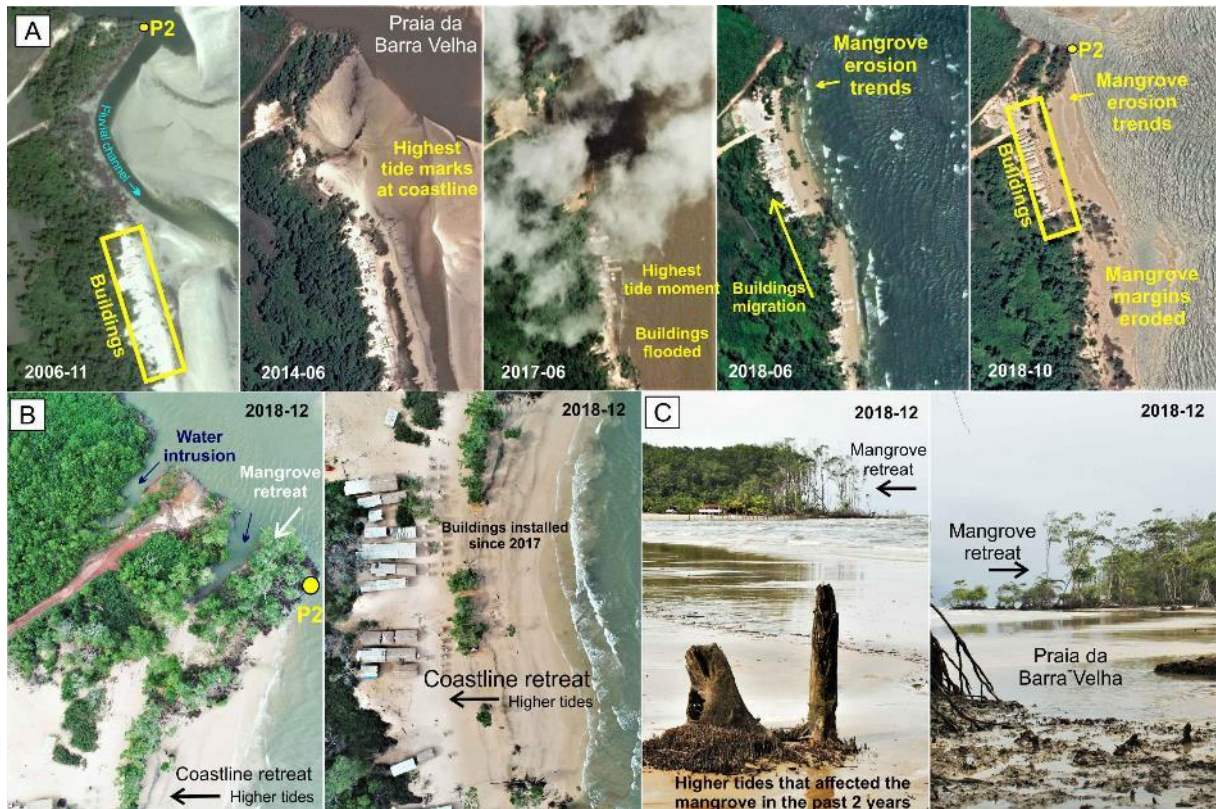 A
P2
Fluvial channel
Buildings
2006-11
Praia da
Barra Velha
Highest
tide marks
at coastline
2014-06
Highest
tide moment
Buildings
flooded
2017-06
Mangrove
erosion
trends
Buildings
migration
2018-06
P2
Mangrove
erosion
trends
Buildings
Mangrove
margins
eroded
2018-10
B
2018-12
Water
intrusion
Mangrove
retreat
P2
Coastline retreat
Higher tides
2018-12
Buildings installed
since 2017
Coastline retreat
Higher tides
C
2018-12
Mangrove
retreat
Higher tides that affected the
mangrove in the past 2 years
2018-12
Mangrove
retreat
Praia da
Barra Velha